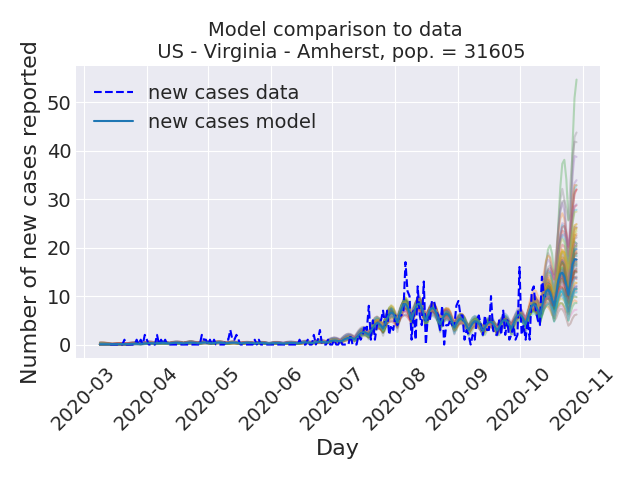 Model comparison to data
US - Virginia - Amherst, pop. = 31605
new cases data
new cases model
Number of new cases reported
50
40
30
20
10
0
2020-03
2020-04
2020-05
2020-06
2020-07
2020-08
2020-09
2020-10
2020-11
Day